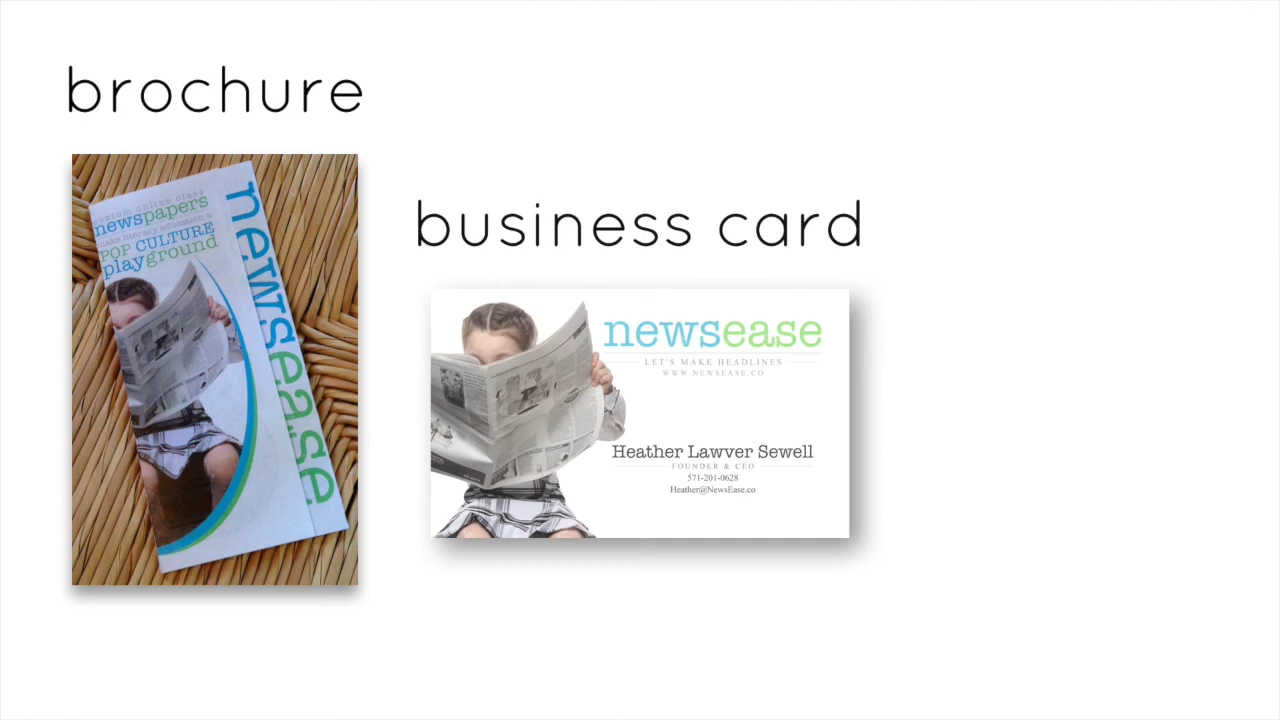 brochure
custom online class
newspapers
make literacy education a
POP CULTURE
playground
newsease
business card
newsease
LET'S MAKE HEADLINES
WWW.NEWSEASE.CO
Heather Lawver Sewell
FOUNDER & CEO
571-201-0628
Heather@NewsEase.co